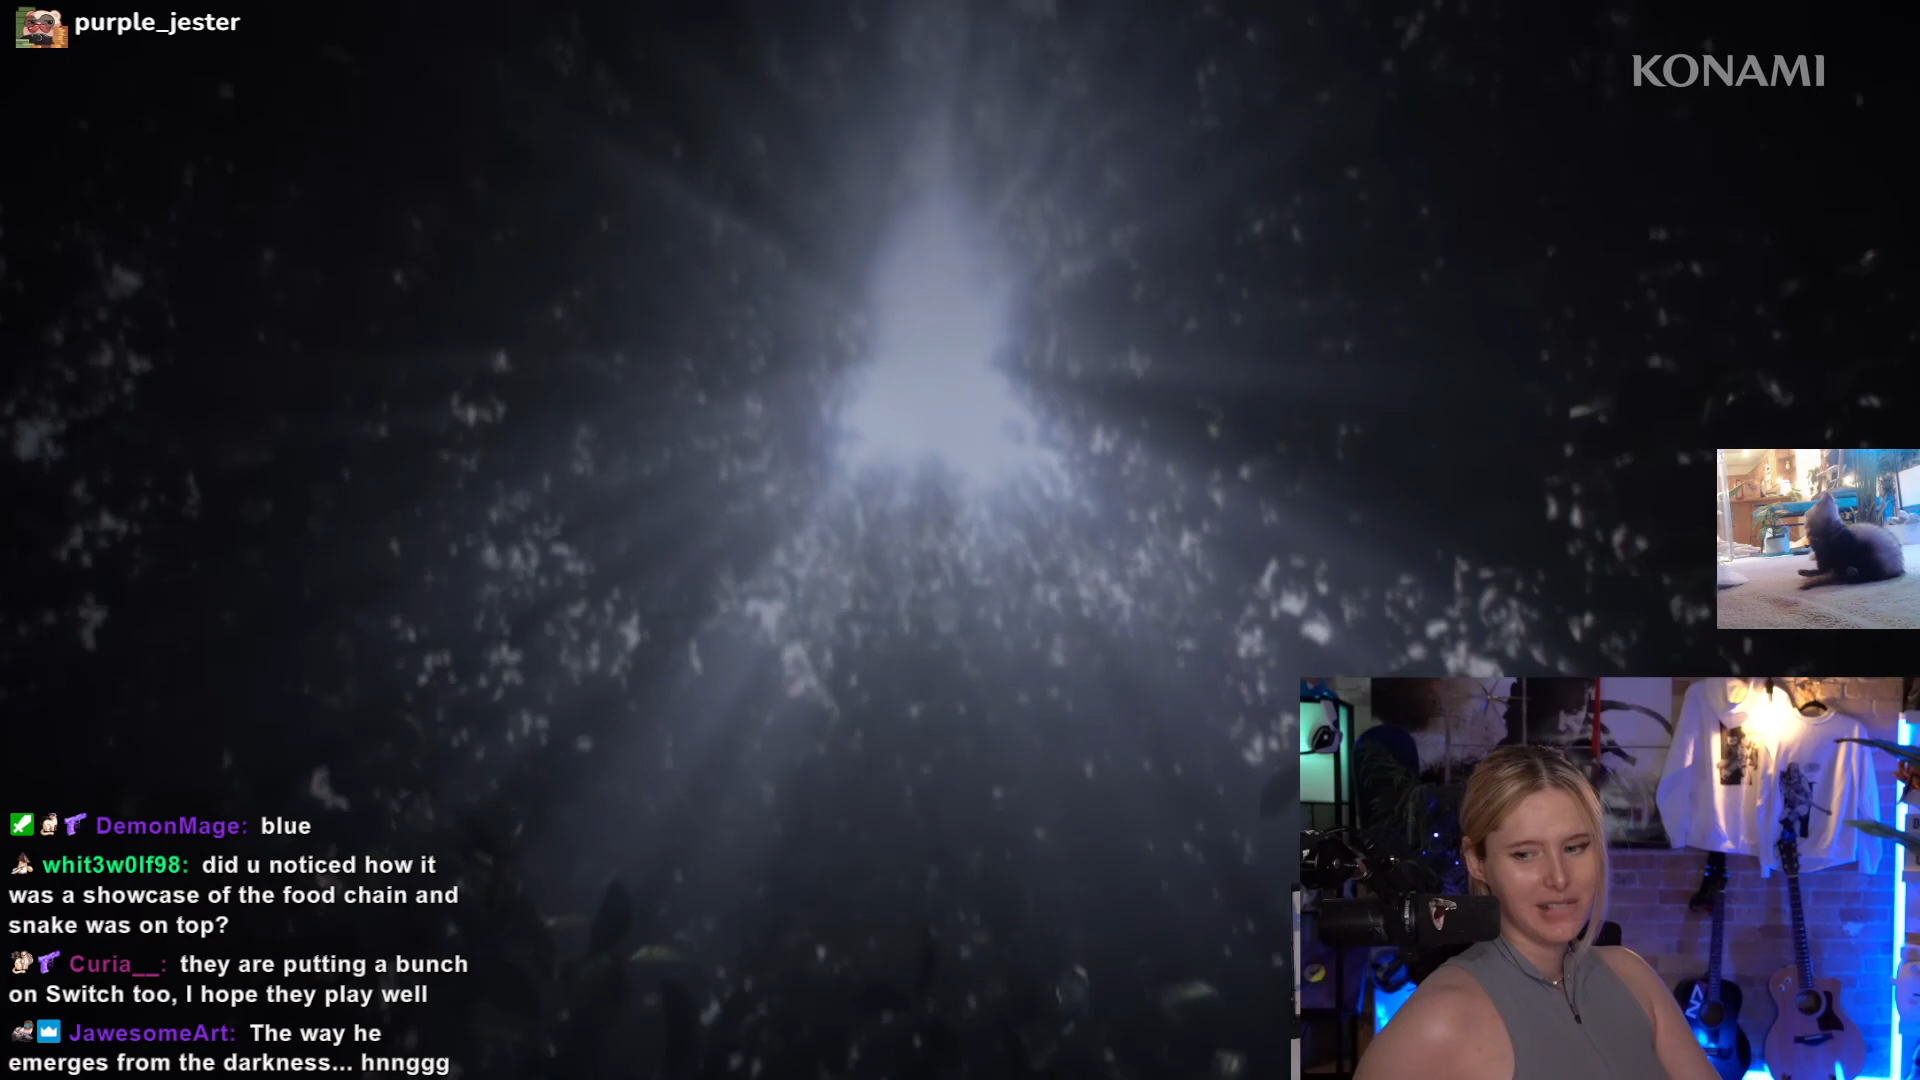 purple_jester
KONAMI
DemonMage: blue
whit3w0lf98: did u noticed how it
was a showcase of the food chain and
snake was on top?
Curia__: they are putting a bunch
on Switch too, I hope they play well
JawesomeArt: The way he
emerges from the darkness... hnnggg